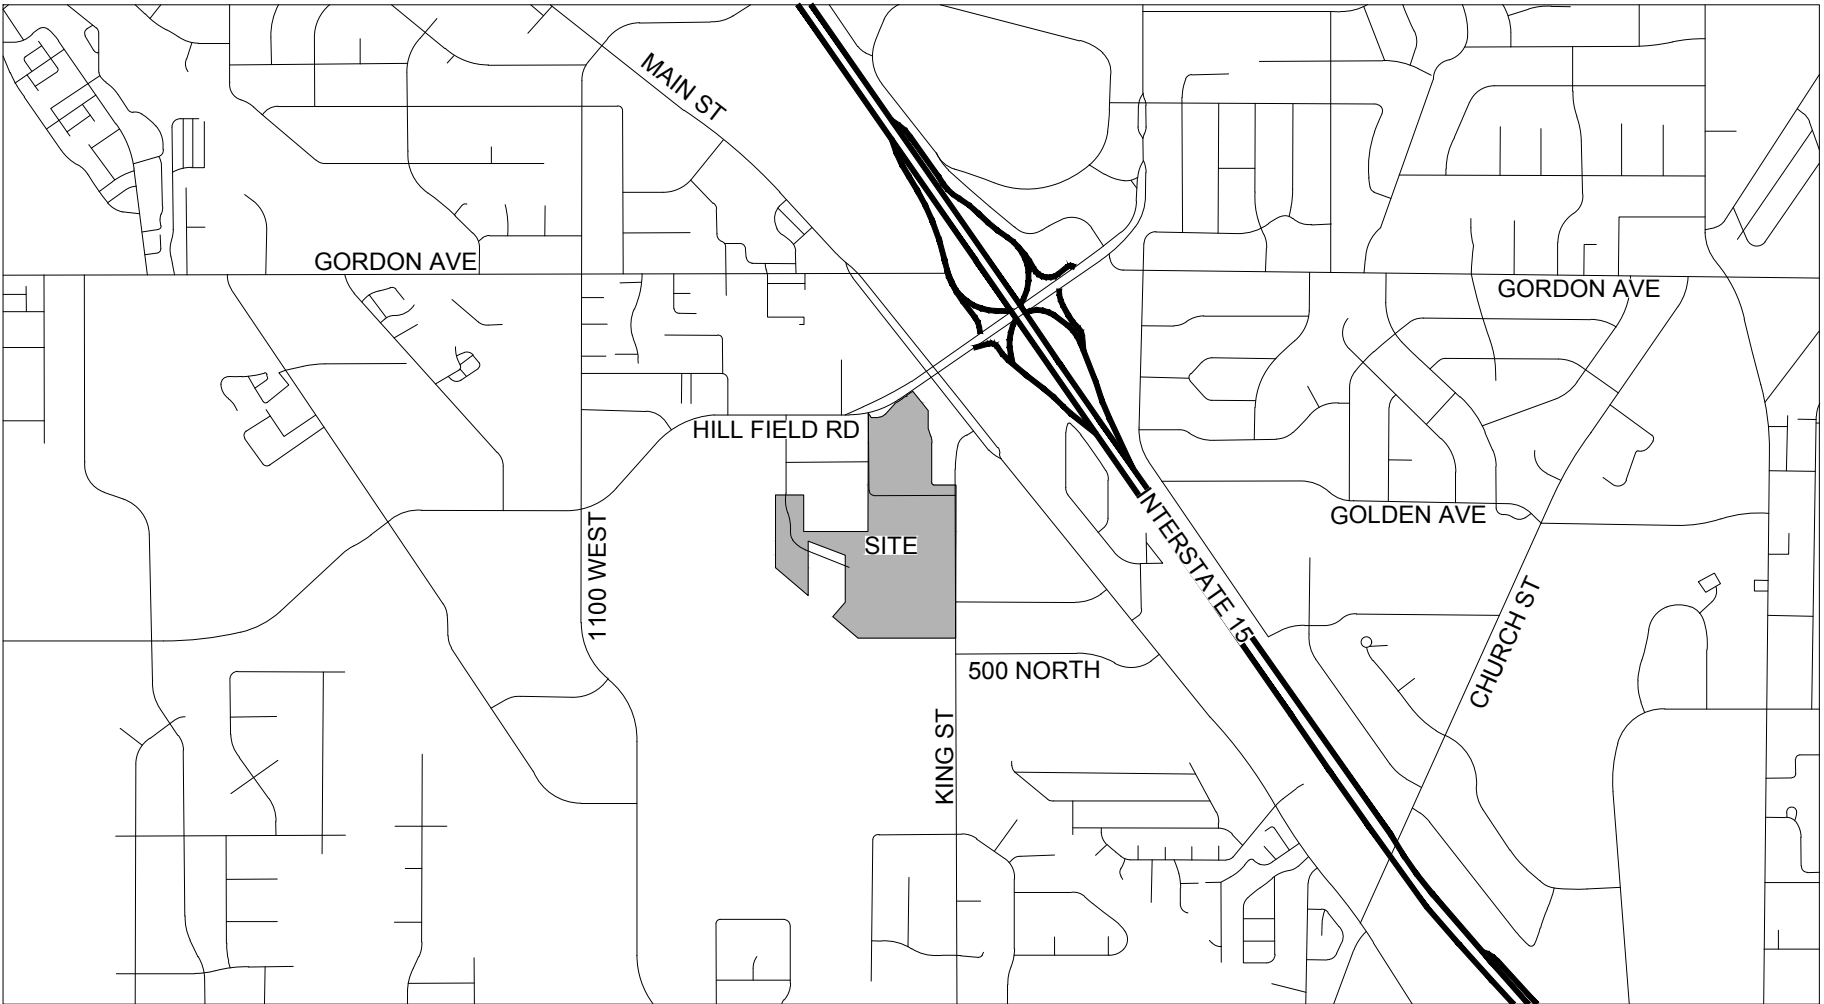 MAIN ST
GORDON AVE
GORDON AVE
HILL FIELD RD
GOLDEN AVE
INTERSTATE 15
SITE
1100 WEST
CHURCH ST
500 NORTH
KING ST